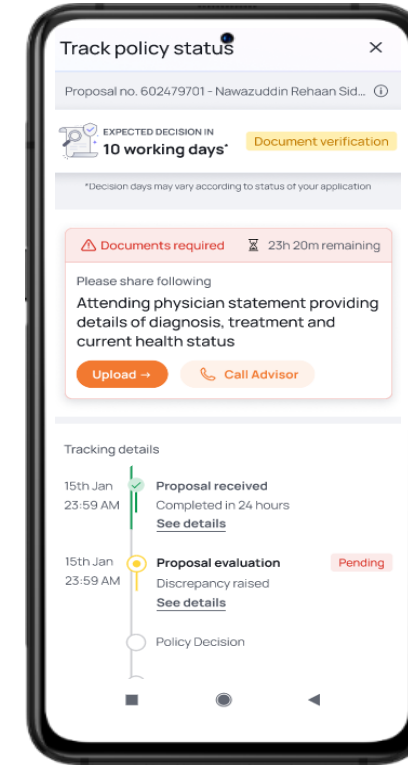 Track policy status
Proposal no. 602479701 - Nawazuddin Rehaan Sid...
EXPECTED DECISION IN
10 working days*
Document verification
*Decision days may vary according to status of your application
Documents required
23h 20m remaining
Please share following
Attending physician statement providing
details of diagnosis, treatment and
current health status
Upload →
Call Advisor
Tracking details
15th Jan
23:59 AM
Proposal received
Completed in 24 hours
See details
15th Jan
23:59 AM
Proposal evaluation
Pending
Discrepancy raised
See details
Policy Decision